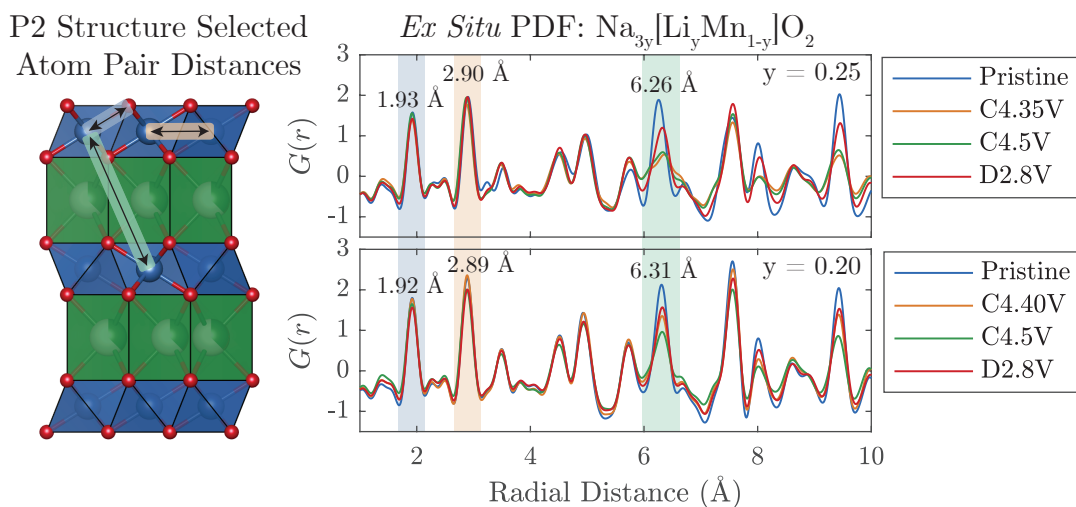 P2 Structure Selected
Atom Pair Distances
Ex Situ PDF: Na3y[LiyMn1-y]O2
3
2
1
0
-1
G(r)
1.93 Å
2.90 Å
6.26 Å
y = 0.25
Pristine
C4.35V
C4.5V
D2.8V
3
2
1
0
-1
G(r)
1.92 Å
2.89 Å
6.31 Å
y = 0.20
Pristine
C4.40V
C4.5V
D2.8V
2
4
6
8
10
Radial Distance (Å)